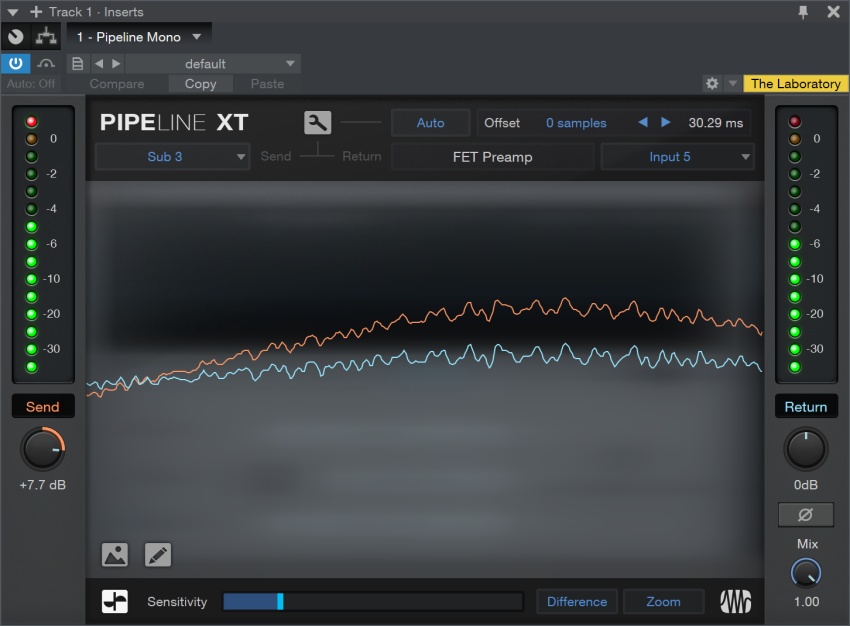 Track 1 - Inserts
1 - Pipeline Mono
default
Auto: Off Compare Copy Paste The Laboratory
PIPELINE XT Auto Offset 0 samples 30.29 ms
Sub 3 Send Return FET Preamp Input 5
0 0
-2 -2
-4 -4
-6 -6
-10 -10
-20 -20
-30 -30
Send Return
+7.7 dB 0dB
Mix
Sensitivity Difference Zoom 1.00